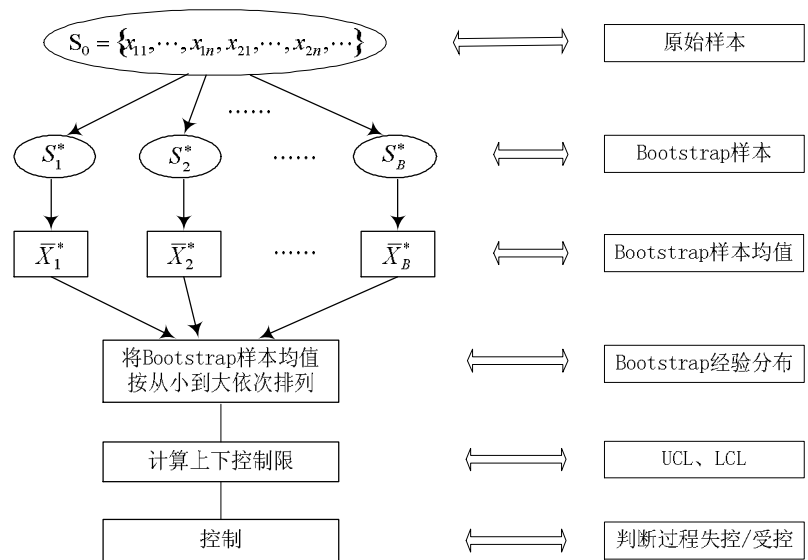 S₀ = {x₁₁,⋯,x₁ₙ,x₂₁,⋯,x₂ₙ,⋯}
原始样本
……
S₁*
S₂*
……
S_B*
Bootstrap样本
X̄₁*
X̄₂*
……
X̄_B*
Bootstrap样本均值
将Bootstrap样本均值
按从小到大依次排列
Bootstrap经验分布
计算上下控制限
UCL、LCL
控制
判断过程失控/受控